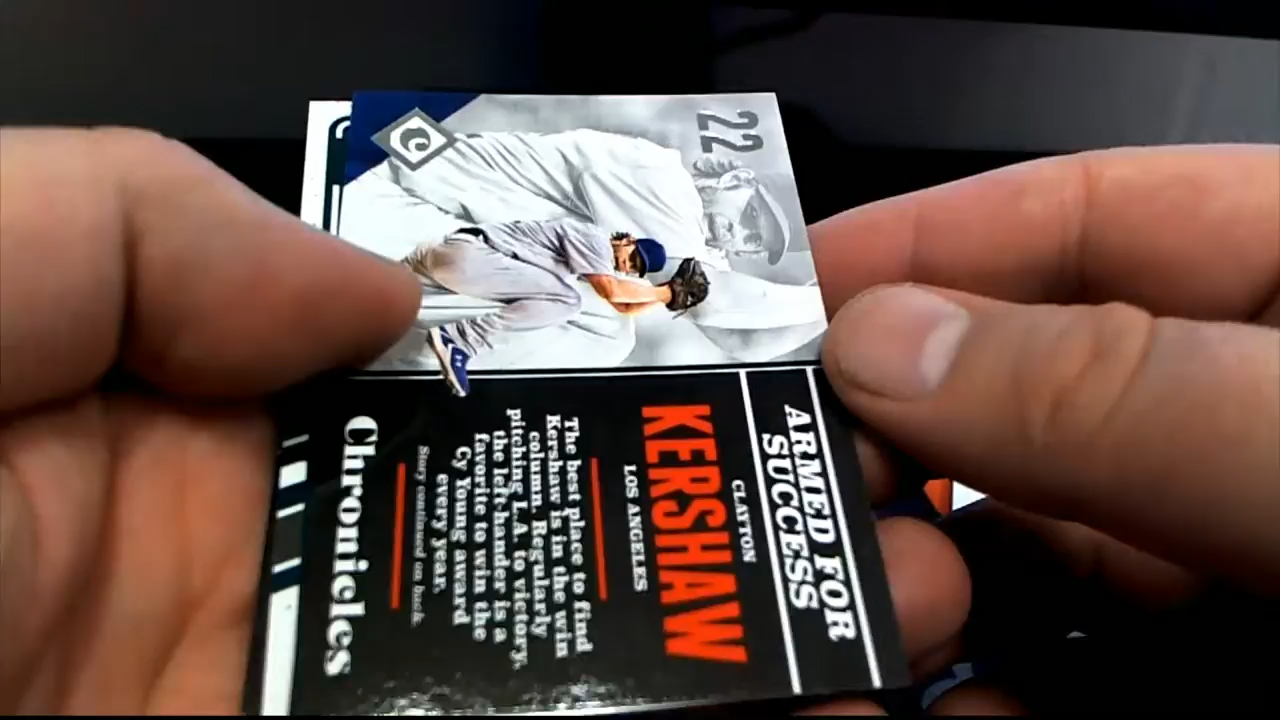 22
ARMED FOR
SUCCESS
CLAYTON
KERSHAW
LOS ANGELES
The best place to find
Kershaw is in the win
column. Regularly
pitching L.A. to victory,
the left-hander is a
favorite to win the
Cy Young award
every year.
Story continued on back.
Chronicles